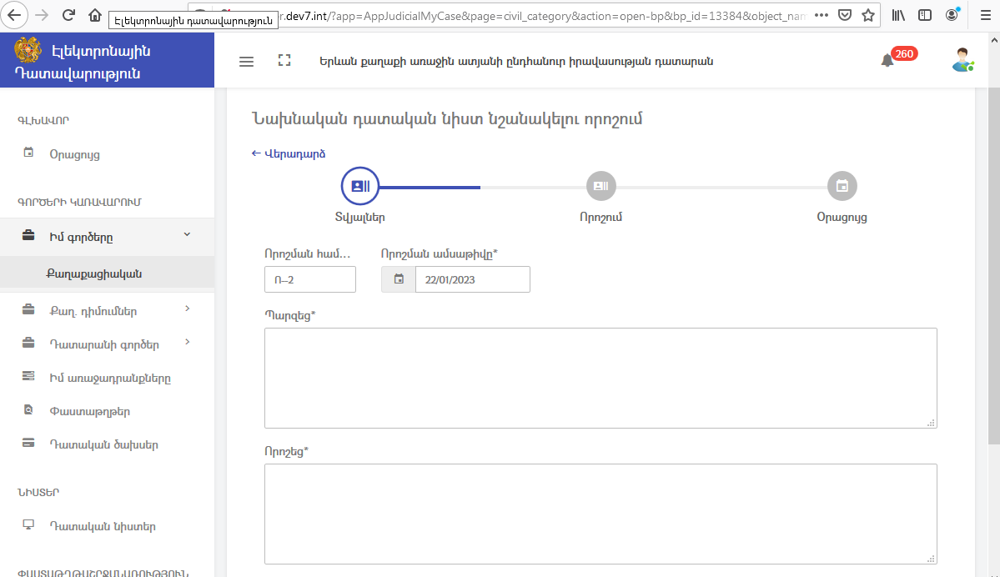 r.dev7.int/?app=AppJudicialMyCase&page=civil_category&action=open-bp&bp_id=13384&object_nam
Էլեկտրոնային դատավարություն
Էլեկտրոնային
Դատավարություն
Երևան քաղաքի առաջին ատյանի ընդհանուր իրավասության դատարան
260
ԳԼԽԱՎՈՐ
Օրացույց
ԳՈՐԾԵՐԻ ԿԱՌԱՎԱՐՈՒՄ
Իմ գործերը
Քաղաքացիական
Քաղ. դիմումներ
Դատարանի գործեր
Իմ առաջադրանքները
Փաստաթղթեր
Դատական ծախսեր
ՆԻՍՏԵՐ
Դատական նիստեր
ՓԱՍՏԱԹՂԹԱՇՐՋԱՆԱՌՈՒԹՅՈՒՆ
Նախնական դատական նիստ նշանակելու որոշում
← Վերադարձ
Տվյալներ
Որոշում
Օրացույց
Որոշման համ...
Որոշման ամսաթիվը*
Ո--2
22/01/2023
Պարզեց*
Որոշեց*